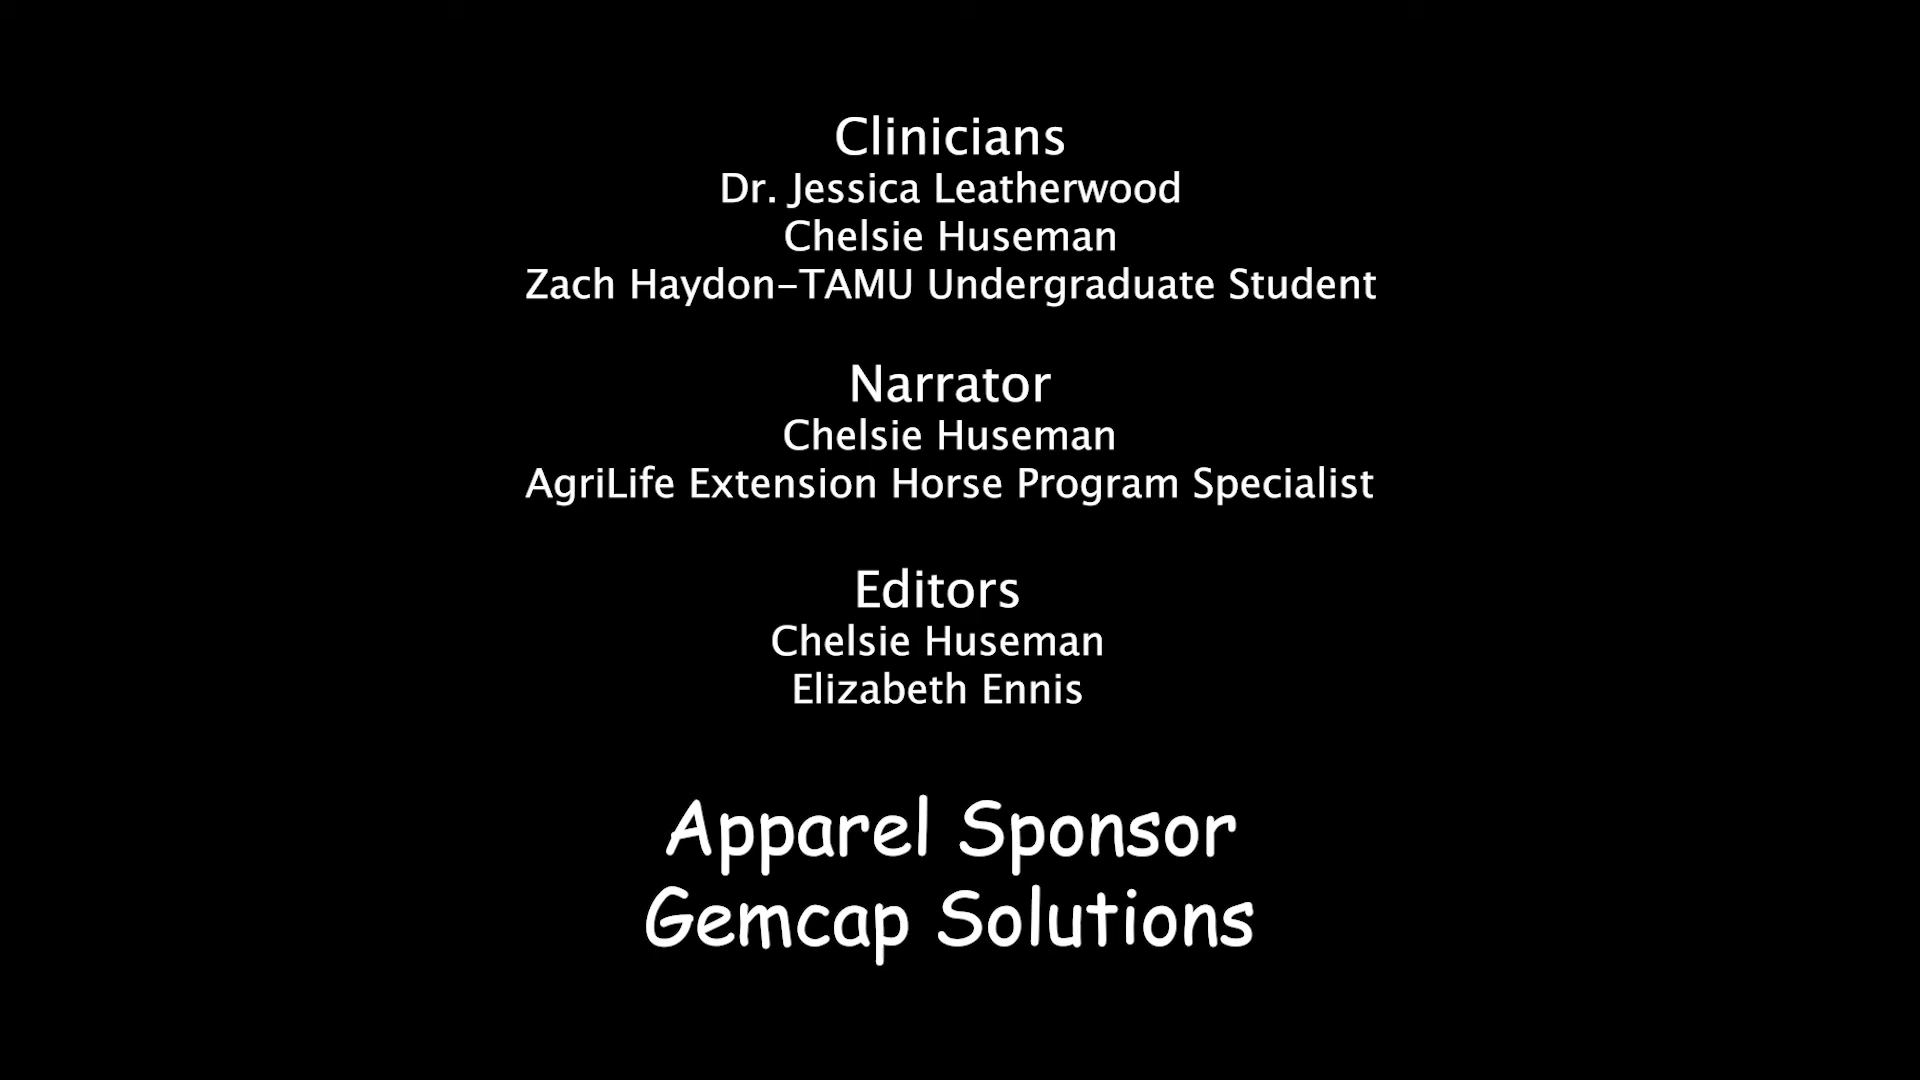 Clinicians
Dr. Jessica Leatherwood
Chelsie Huseman
Zach Haydon-TAMU Undergraduate Student
Narrator
Chelsie Huseman
AgriLife Extension Horse Program Specialist
Editors
Chelsie Huseman
Elizabeth Ennis
Apparel Sponsor
Gemcap Solutions